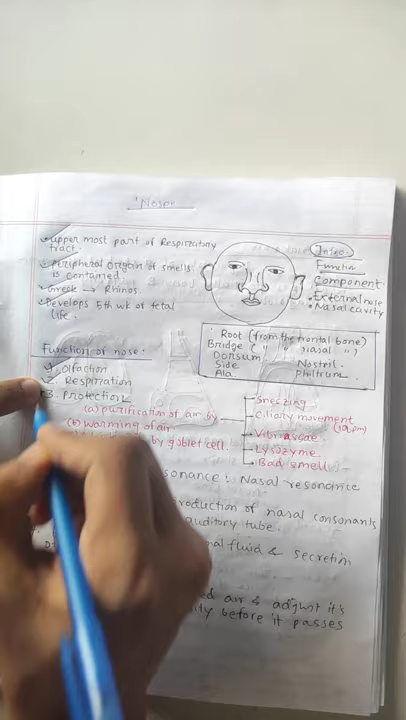 Nose
Upper most part of Respiratory
tract.
Peripheral organ of smells
is contained.
Greek → Rhinos
Develops 5th wk of fetal
life.
Intro.
Function
Component
External nose
Nasal cavity
Root (from the frontal bone)
Bridge ( " nasal " )
Dorsum Nostril
Side Philtrum
Ala
Function of nose:
1. Olfaction
2. Respiration
3. Protection
(a) purification of air by
(b) Warming of air
by goblet cell.
Sneezing
Ciliary movement
Vibrissae
Lysozyme
Bad smell
sonance: Nasal resonance
roduction of nasal consonants
auditory tube.
nal fluid & secretion
ed air & adjust it's
ity before it passes